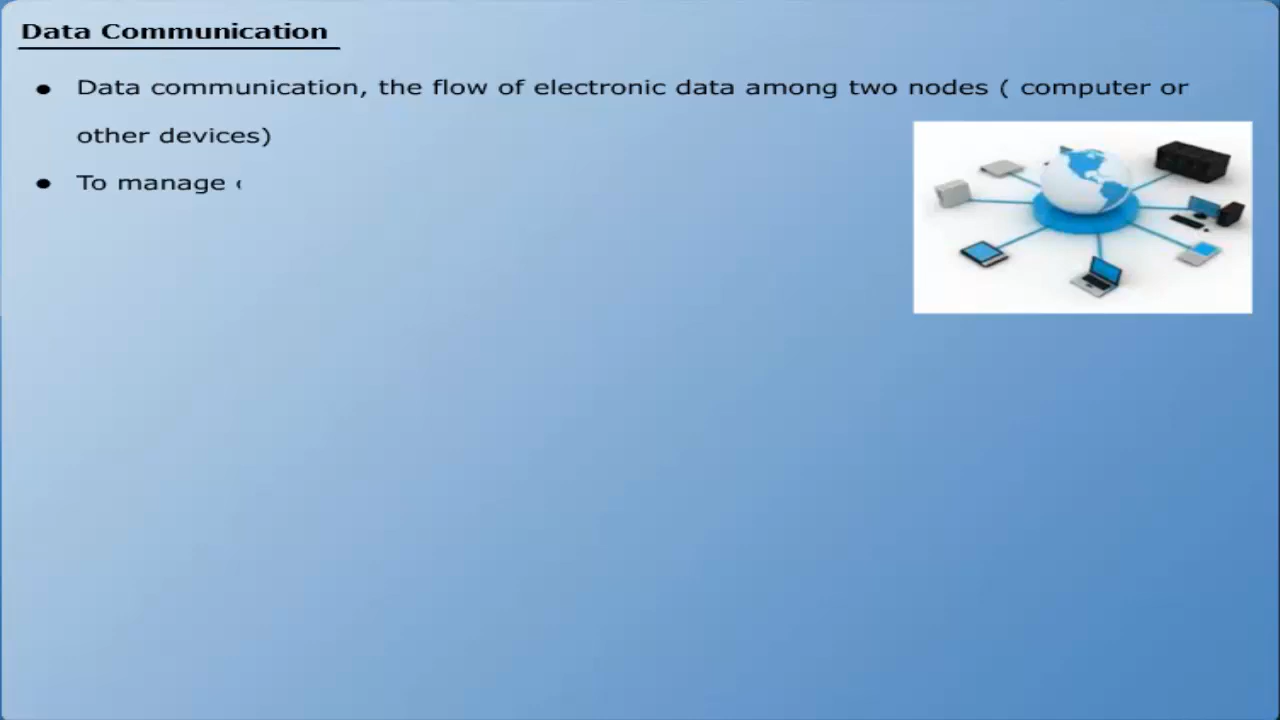 Data Communication
● Data communication, the flow of electronic data among two nodes ( computer or
other devices)
● To manage